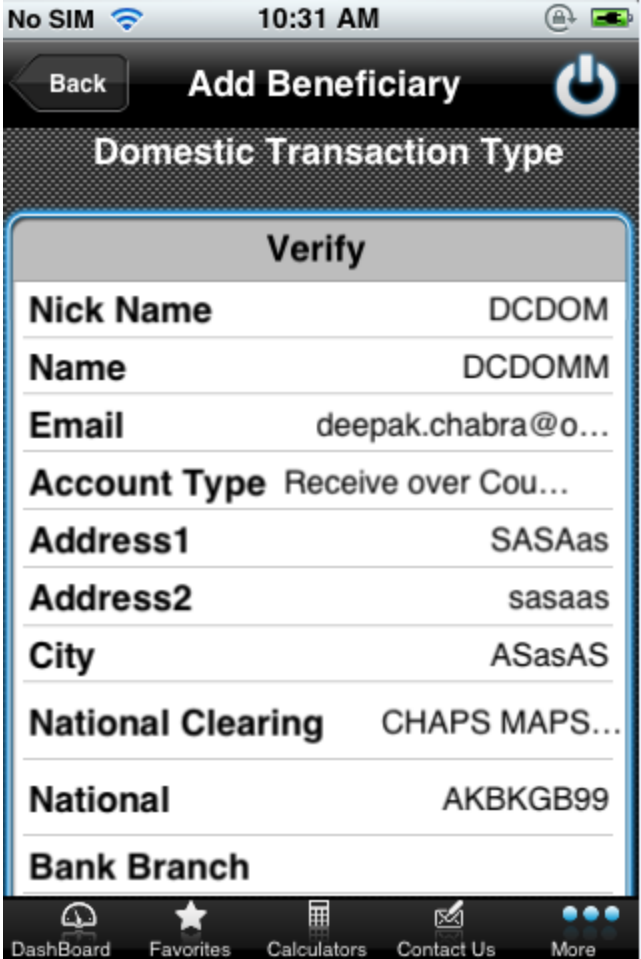 No SIM 10:31 AM
Back Add Beneficiary
Domestic Transaction Type
Verify
Nick Name DCDOM
Name DCDOMM
Email deepak.chabra@o...
Account Type Receive over Cou...
Address1 SASAas
Address2 sasaas
City ASasAS
National Clearing CHAPS MAPS...
National AKBKGB99
Bank Branch
DashBoard Favorites Calculators Contact Us More